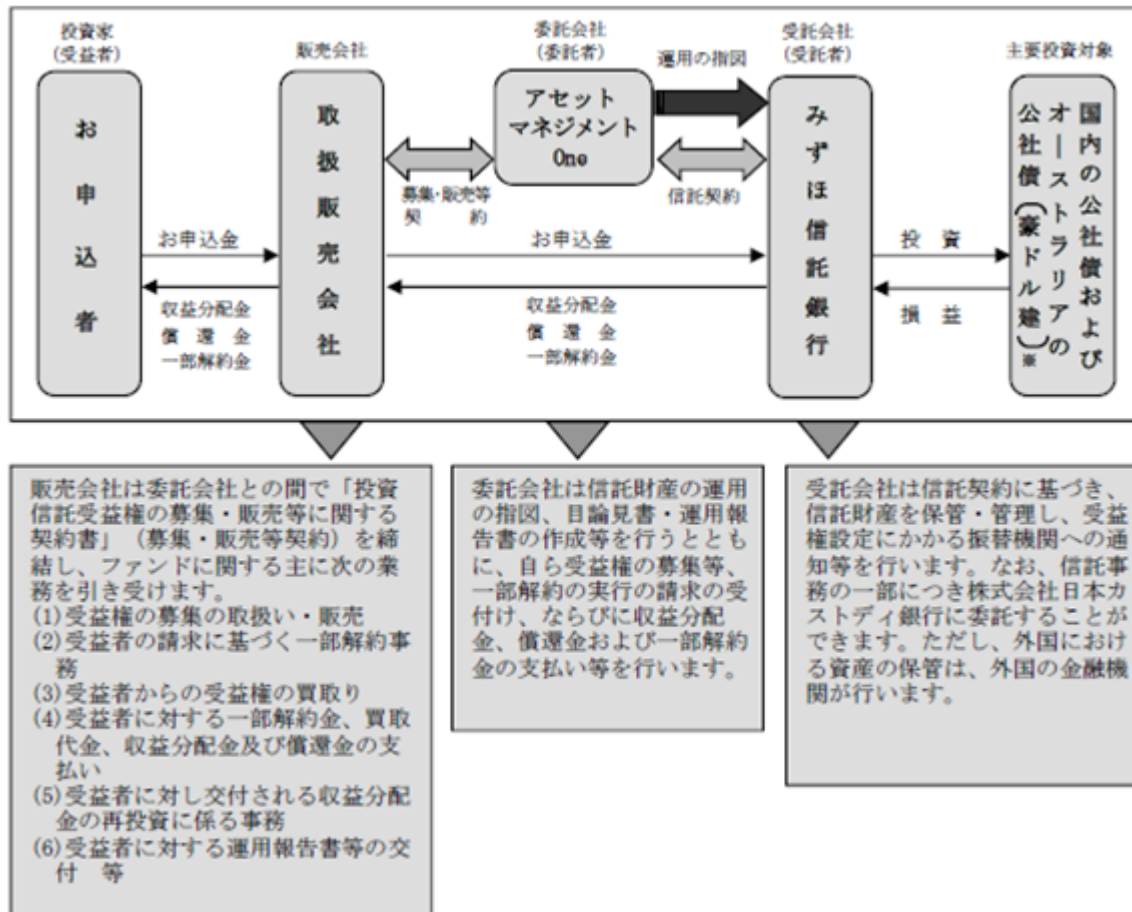 投資家
(受益者)
販売会社
委託会社
(委託者)
受託会社
(受託者)
主要投資対象
お申込者
取扱販売会社
アセット
マネジメント
One
運用の指図
みずほ信託銀行
国内の公社債および
オーストラリアの
公社債(豪ドル建)※
募集・販売等
契 約
信託契約
お申込金
お申込金
投 資
収益分配金
償 還 金
一部解約金
収益分配金
償 還 金
一部解約金
損 益
販売会社は委託会社との間で「投資
信託受益権の募集・販売等に関する
契約書」(募集・販売等契約)を締
結し、ファンドに関する主に次の業
務を引き受けます。
(1)受益権の募集の取扱い・販売
(2)受益者の請求に基づく一部解約事
務
(3)受益者からの受益権の買取り
(4)受益者に対する一部解約金、買取
代金、収益分配金及び償還金の支
払い
(5)受益者に対し交付される収益分配
金の再投資に係る事務
(6)受益者に対する運用報告書等の交
付 等
委託会社は信託財産の運用
の指図、目論見書・運用報
告書の作成等を行うととも
に、自ら受益権の募集等、
一部解約の実行の請求の受
付け、ならびに収益分配
金、償還金および一部解約
金の支払い等を行います。
受託会社は信託契約に基づき、
信託財産を保管・管理し、受益
権設定にかかる振替機関への通
知等を行います。なお、信託事
務の一部につき株式会社日本カ
ストディ銀行に委託することが
できます。ただし、外国におけ
る資産の保管は、外国の金融機
関が行います。